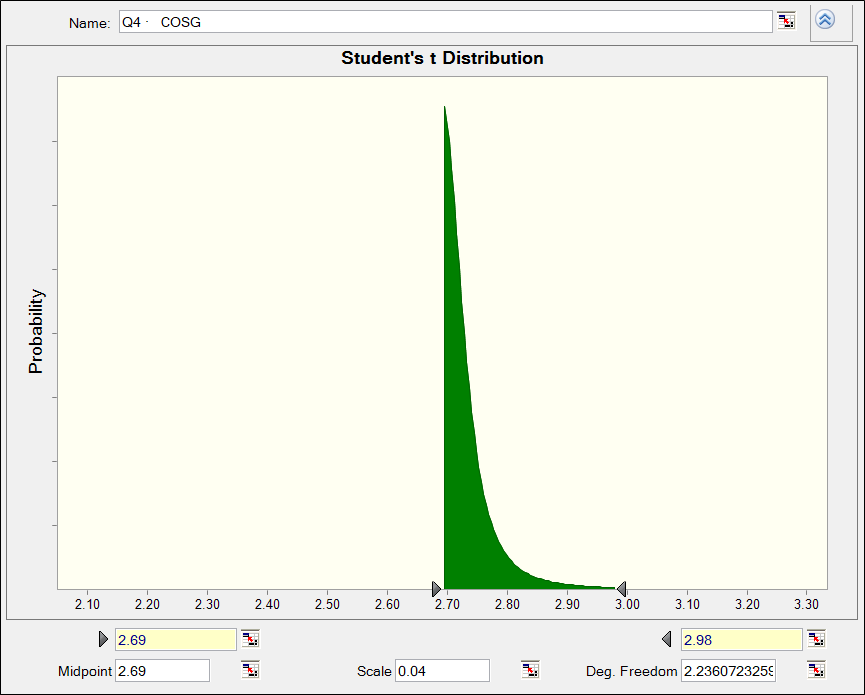 Name: Q4 · COSG
Student's t Distribution
Probability
2.10 2.20 2.30 2.40 2.50 2.60 2.70 2.80 2.90 3.00 3.10 3.20 3.30
2.69 2.98
Midpoint 2.69 Scale 0.04 Deg. Freedom 2.2360723259